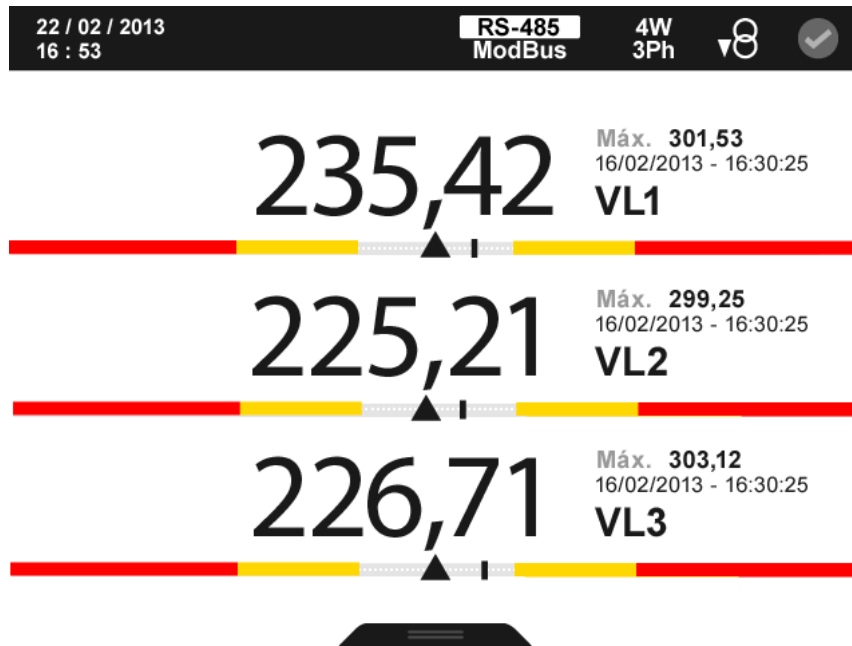 22 / 02 / 2013
16 : 53
RS-485
ModBus
4W
3Ph
235,42
Máx. 301,53
16/02/2013 - 16:30:25
VL1
225,21
Máx. 299,25
16/02/2013 - 16:30:25
VL2
226,71
Máx. 303,12
16/02/2013 - 16:30:25
VL3